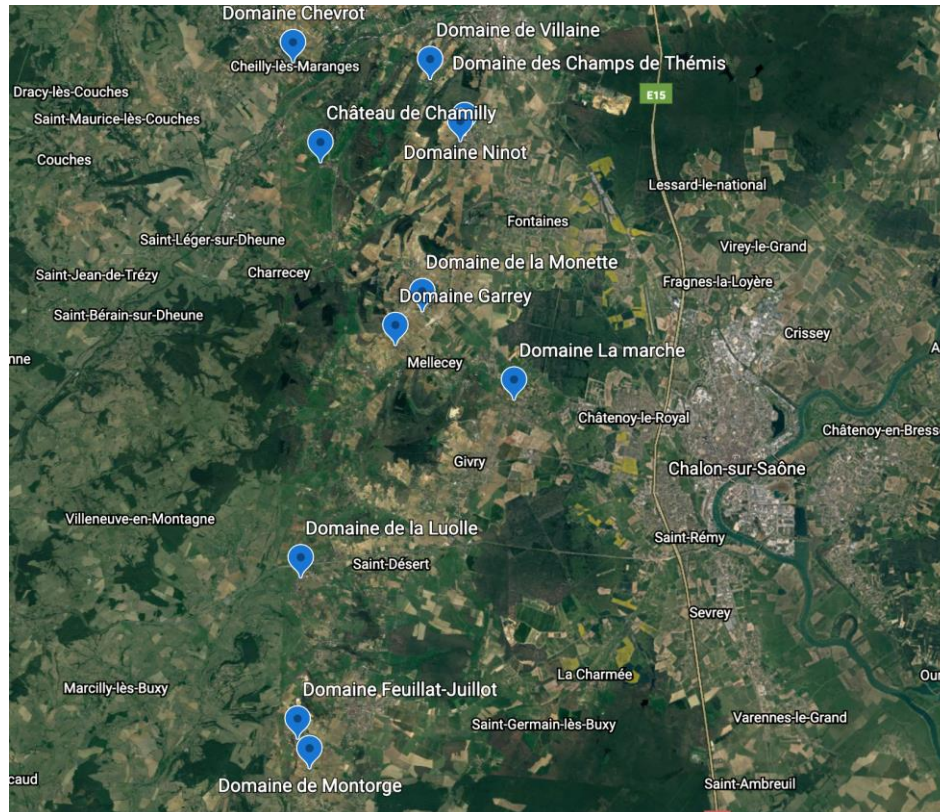 Domaine Chevrot
Domaine de Villaine
Cheilly-lès-Maranges
Domaine des Champs de Thémis
Dracy-lès-Couches
E15
Saint-Maurice-lès-Couches
Château de Chamilly
Couches
Domaine Ninot
Lessard-le-national
Fontaines
Saint-Léger-sur-Dheune
Virey-le-Grand
Saint-Jean-de-Trézy
Charrecey
Domaine de la Monette
Fragnes-la-Loyère
Domaine Garrey
Saint-Bérain-sur-Dheune
Crissey
nne
A
Domaine La marche
Mellecey
Châtenoy-le-Royal
Châtenoy-en-Bresse
Givry
Chalon-sur-Saône
Villeneuve-en-Montagne
Domaine de la Luolle
Saint-Rémy
Saint-Désert
Sevrey
La Charmée
Our
Marcilly-lès-Buxy
Domaine Feuillat-Juillot
Saint-Germain-lès-Buxy
Varennes-le-Grand
caud
Domaine de Montorge
Saint-Ambreuil